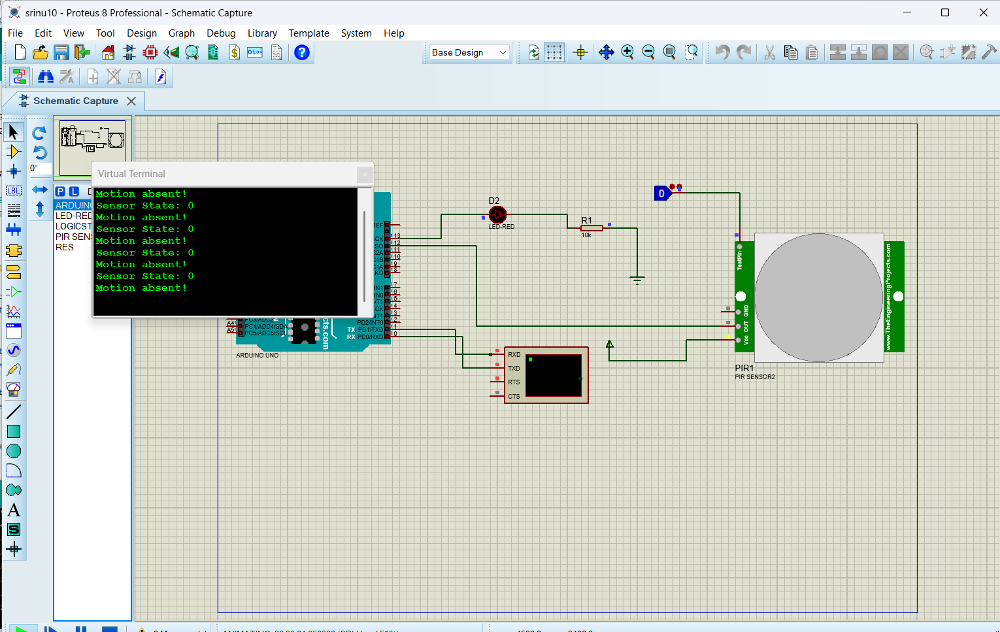 srinu10 - Proteus 8 Professional - Schematic Capture
File Edit View Tool Design Graph Debug Library Template System Help
Base Design
Schematic Capture
0°
Virtual Terminal
Motion absent!
Sensor State: 0
Motion absent!
Sensor State: 0
Motion absent!
Sensor State: 0
Motion absent!
Sensor State: 0
Motion absent!
P L
ARDUINO
LED-RED
LOGICST
PIR SENS
RES
LBL
A
S
D2
LED-RED
R1
10k
0
13
12
11
10
9
8
7
6
5
4
3
2
1
0
PD2/INT0
TX PD1/TXD
RX PD0/RXD
A4 PC4/ADC4/SDA
A5 PC5/ADC5/SCL
cts.com
ARDUINO UNO
RXD
TXD
RTS
CTS
TestPin
GND
OUT
Vcc
www.TheEngineeringProjects.com
PIR1
PIR SENSOR2